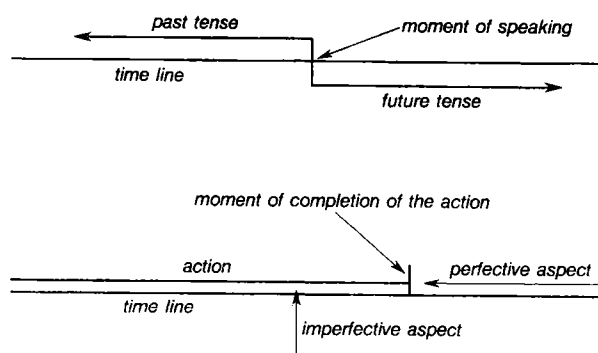 past tense
moment of speaking
time line
future tense
moment of completion of the action
action
perfective aspect
time line
imperfective aspect